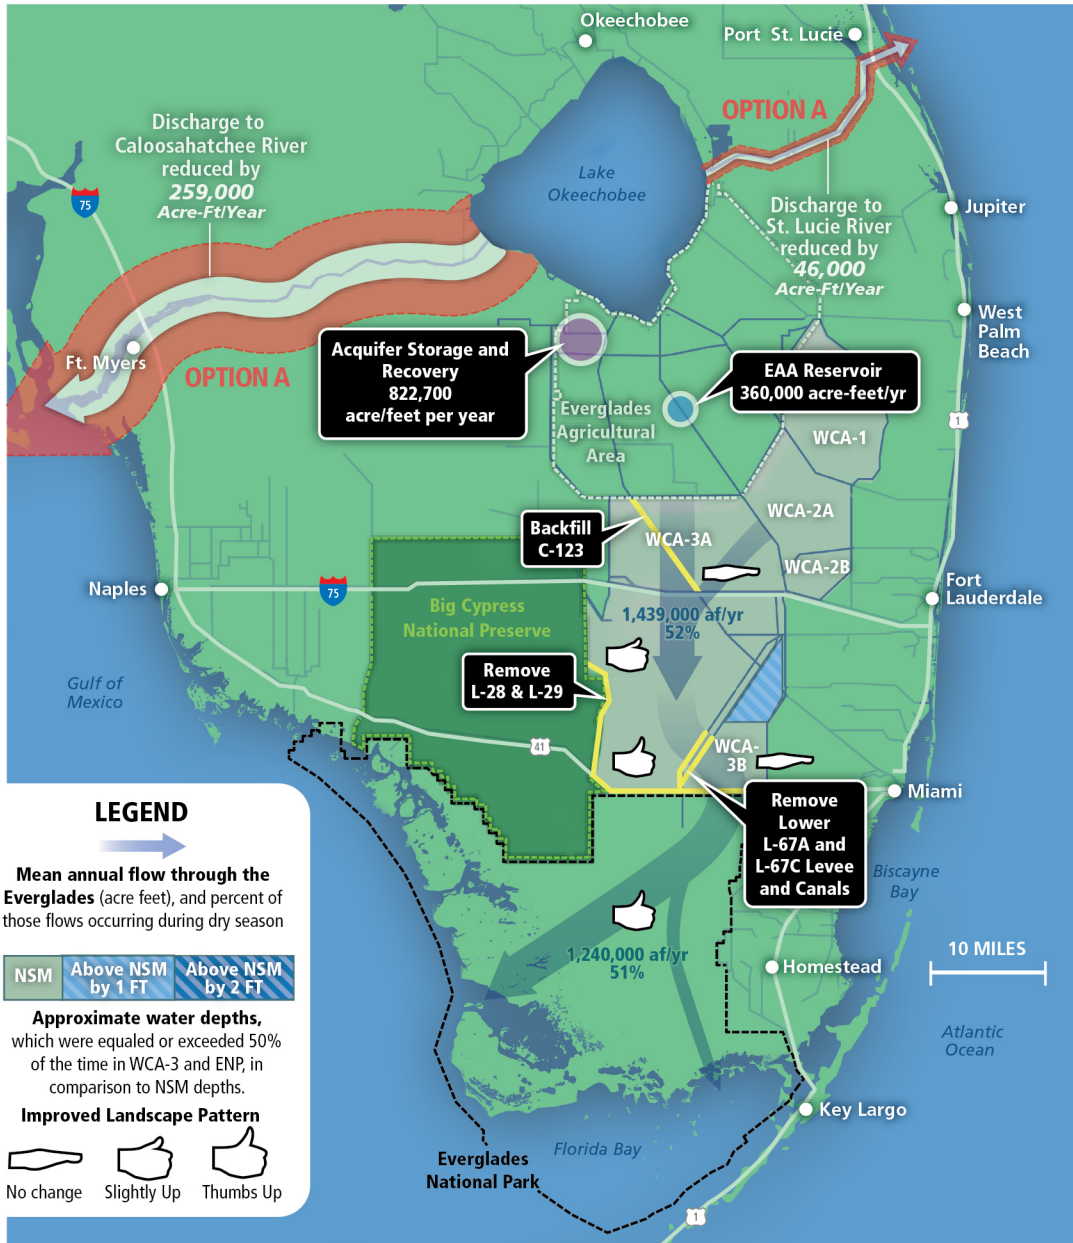 Okeechobee
Port St. Lucie
OPTION A
Discharge to
Caloosahatchee River
reduced by
259,000
Acre-Ft/Year
75
Lake
Okeechobee
Discharge to
St. Lucie River
reduced by
46,000
Acre-Ft/Year
Jupiter
West
Palm
Beach
Ft. Myers
OPTION A
Acquifer Storage and
Recovery
822,700
acre/feet per year
EAA Reservoir
360,000 acre-feet/yr
Everglades
Agricultural
Area
1
WCA-1
WCA-2A
Backfill
C-123
WCA-3A
WCA-2B
Naples
75
Fort
Lauderdale
Big Cypress
National Preserve
1,439,000 af/yr
52%
Remove
L-28 & L-29
Gulf of
Mexico
41
WCA-
3B
Miami
Remove
Lower
L-67A and
L-67C Levee
and Canals
Biscayne
Bay
LEGEND
Mean annual flow through the
Everglades (acre feet), and percent of
those flows occurring during dry season
NSM
Above NSM
by 1 FT
Above NSM
by 2 FT
Approximate water depths,
which were equaled or exceeded 50%
of the time in WCA-3 and ENP, in
comparison to NSM depths.
Improved Landscape Pattern
No change
Slightly Up
Thumbs Up
1,240,000 af/yr
51%
10 MILES
Homestead
Atlantic
Ocean
Key Largo
Florida Bay
Everglades
National Park
1